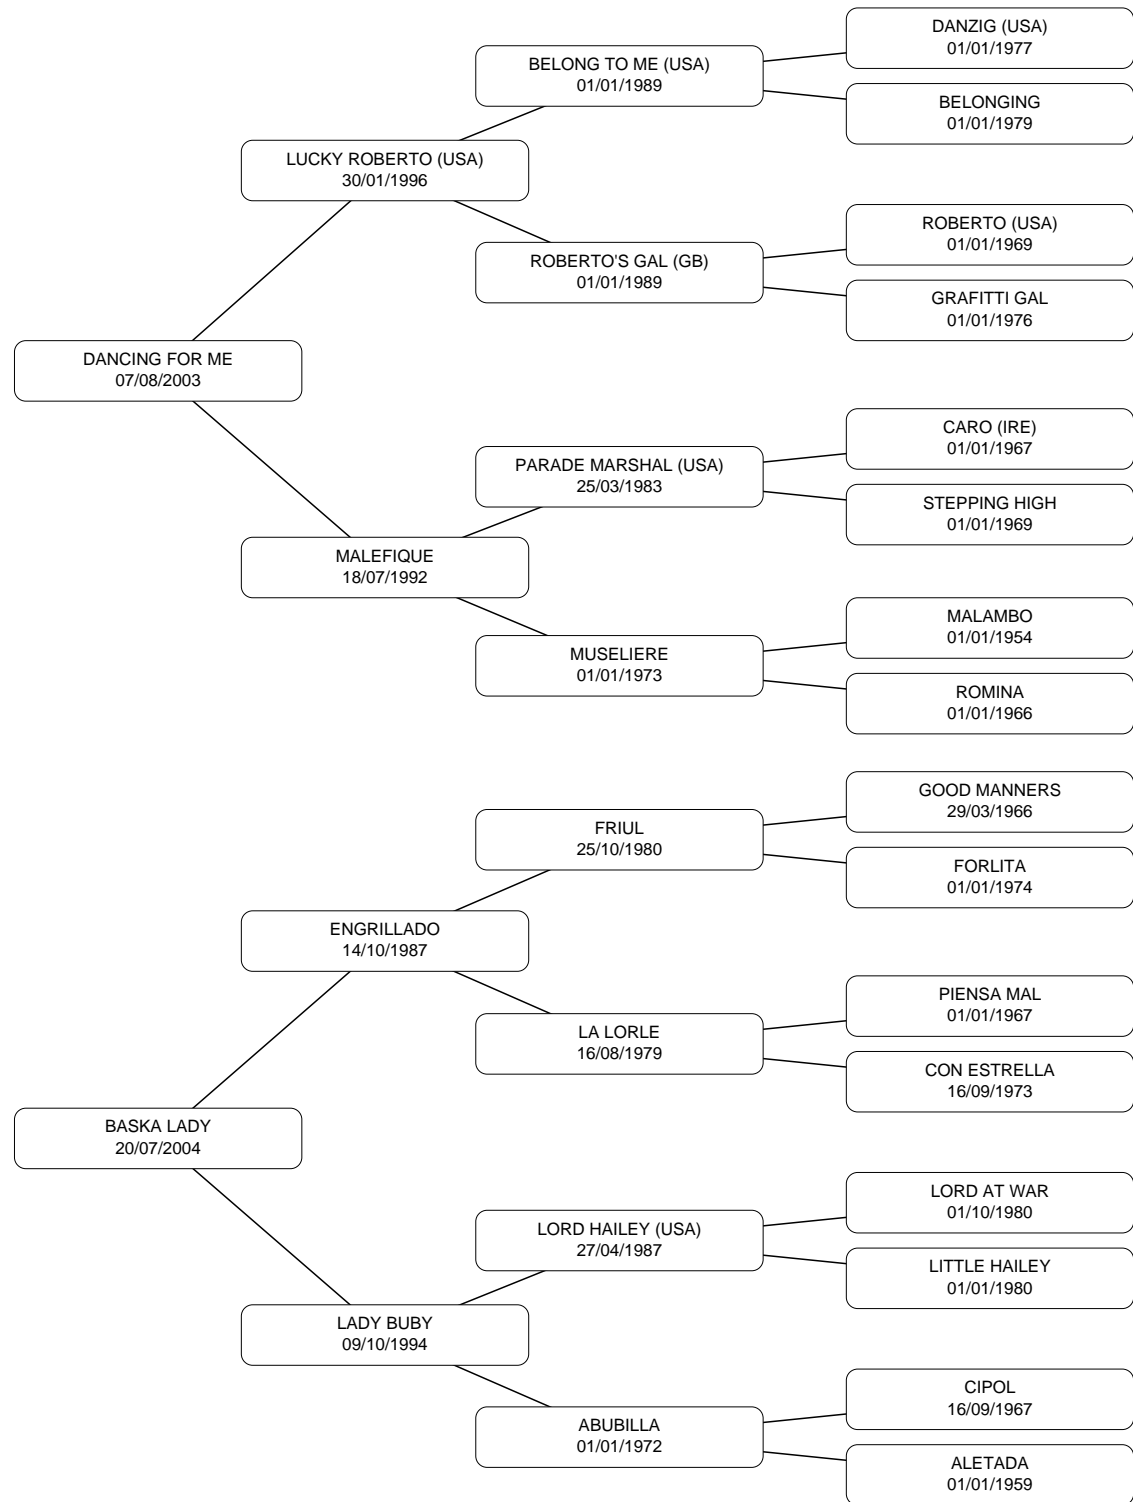 DANZIG (USA)
01/01/1977
BELONG TO ME (USA)
01/01/1989
BELONGING
01/01/1979
LUCKY ROBERTO (USA)
30/01/1996
ROBERTO (USA)
01/01/1969
ROBERTO'S GAL (GB)
01/01/1989
GRAFITTI GAL
01/01/1976
DANCING FOR ME
07/08/2003
CARO (IRE)
01/01/1967
PARADE MARSHAL (USA)
25/03/1983
STEPPING HIGH
01/01/1969
MALEFIQUE
18/07/1992
MALAMBO
01/01/1954
MUSELIERE
01/01/1973
ROMINA
01/01/1966
GOOD MANNERS
29/03/1966
FRIUL
25/10/1980
FORLITA
01/01/1974
ENGRILLADO
14/10/1987
PIENSA MAL
01/01/1967
LA LORLE
16/08/1979
CON ESTRELLA
16/09/1973
BASKA LADY
20/07/2004
LORD AT WAR
01/10/1980
LORD HAILEY (USA)
27/04/1987
LITTLE HAILEY
01/01/1980
LADY BUBY
09/10/1994
CIPOL
16/09/1967
ABUBILLA
01/01/1972
ALETADA
01/01/1959